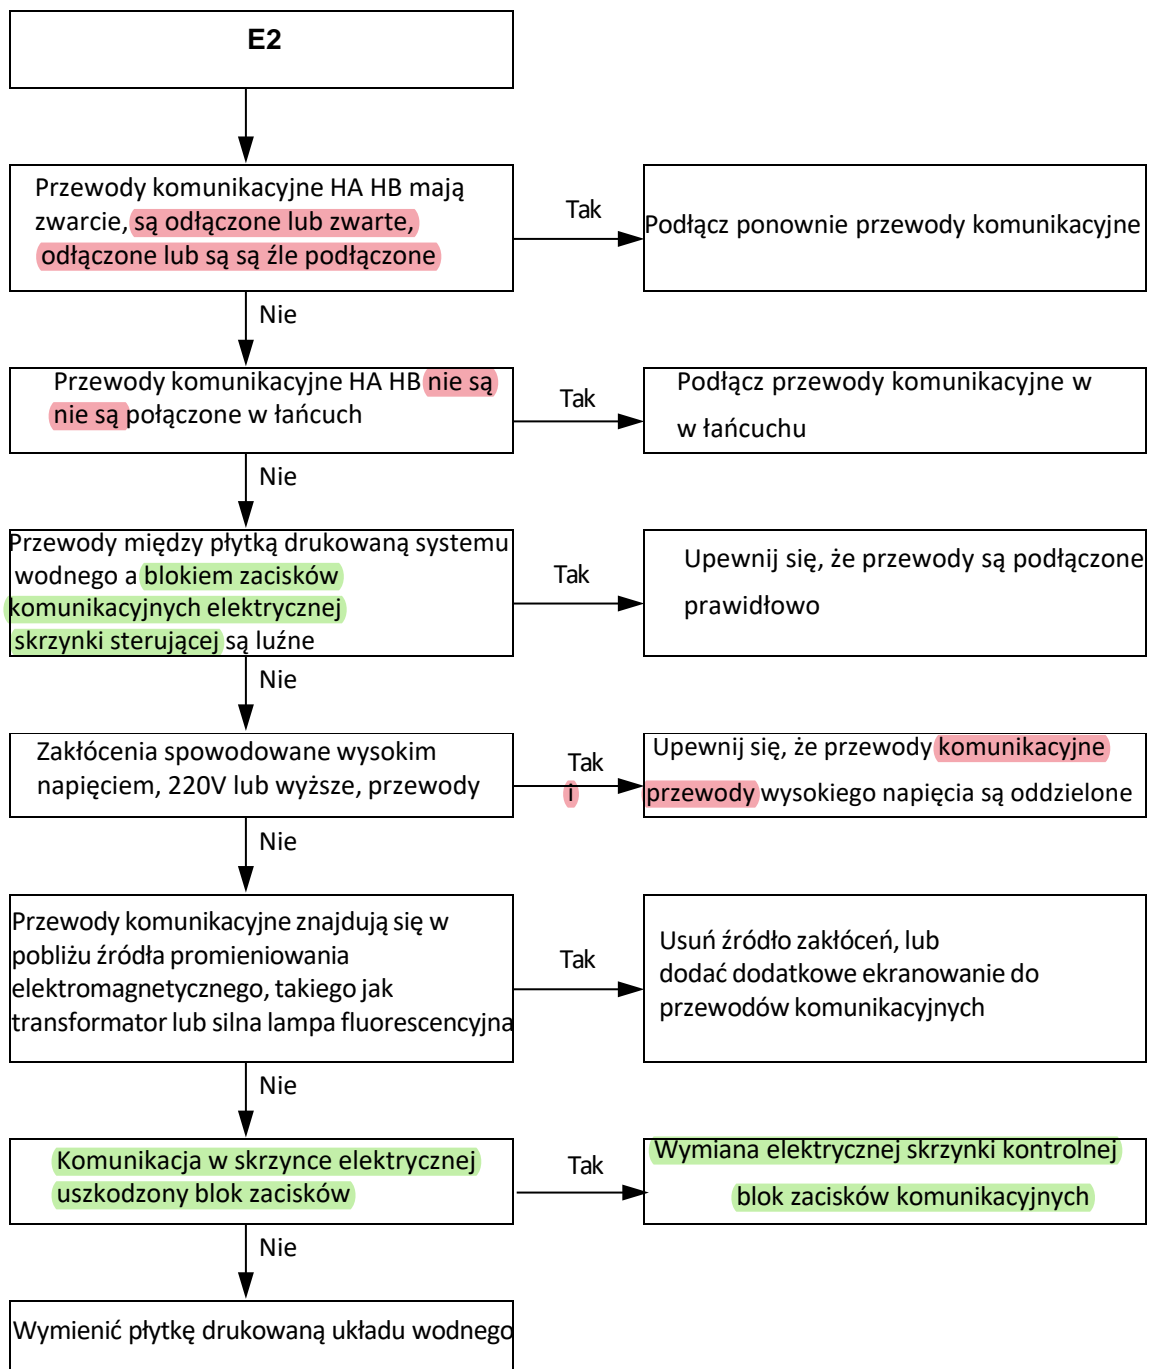 E2
Przewody komunikacyjne HA HB mają
zwarcie, są odłączone lub zwarte,
odłączone lub są są źle podłączone
Tak
Podłącz ponownie przewody komunikacyjne
Nie
Przewody komunikacyjne HA HB nie są
nie są połączone w łańcuch
Tak
Podłącz przewody komunikacyjne w
w łańcuchu
Nie
Przewody między płytką drukowaną systemu
wodnego a blokiem zacisków
komunikacyjnych elektrycznej
skrzynki sterującej są luźne
Tak
Upewnij się, że przewody są podłączone
prawidłowo
Nie
Zakłócenia spowodowane wysokim
napięciem, 220V lub wyższe, przewody
Tak
i
Upewnij się, że przewody komunikacyjne
przewody wysokiego napięcia są oddzielone
Nie
Przewody komunikacyjne znajdują się w
pobliżu źródła promieniowania
elektromagnetycznego, takiego jak
transformator lub silna lampa fluorescencyjna
Tak
Usuń źródło zakłóceń, lub
dodać dodatkowe ekranowanie do
przewodów komunikacyjnych
Nie
Komunikacja w skrzynce elektrycznej
uszkodzony blok zacisków
Tak
Wymiana elektrycznej skrzynki kontrolnej
blok zacisków komunikacyjnych
Nie
Wymienić płytkę drukowaną układu wodnego